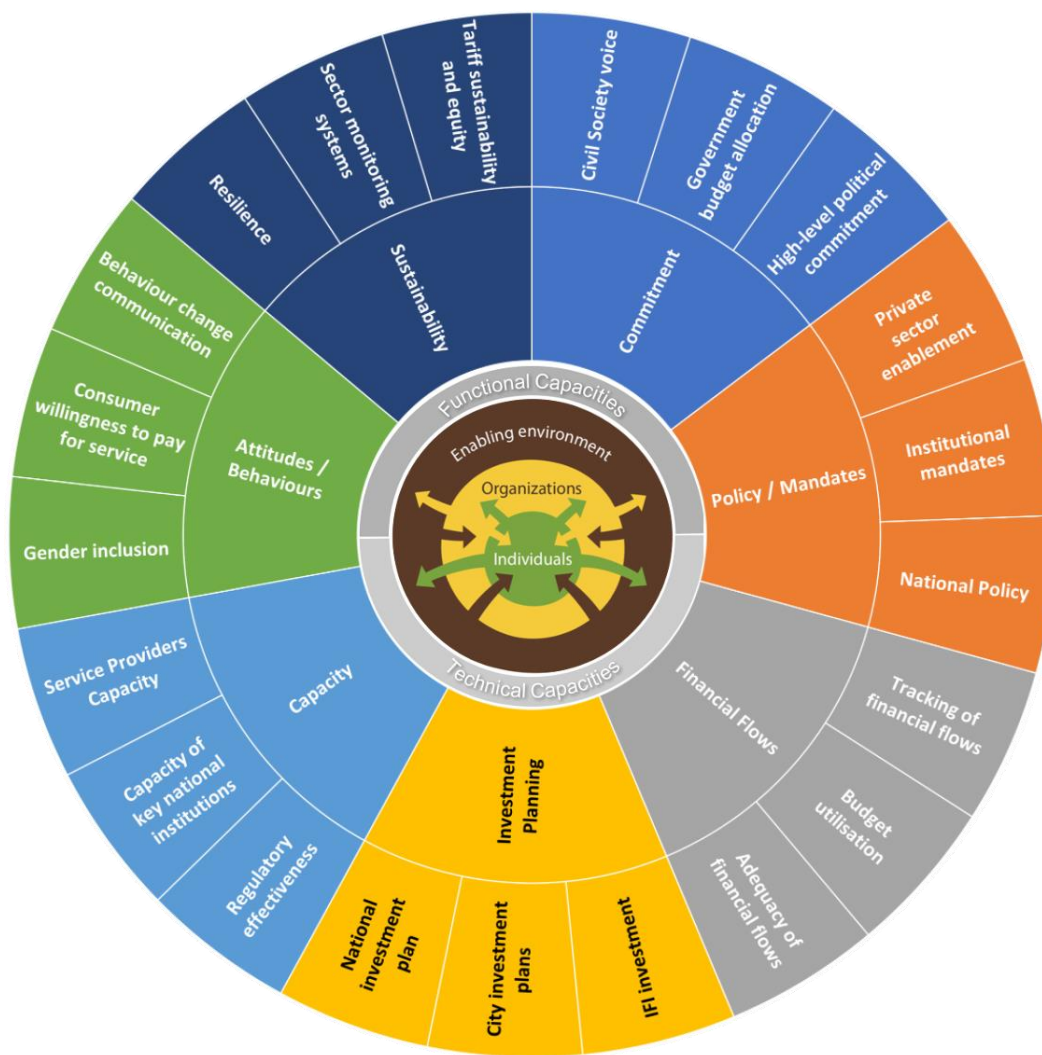 Civil Society voice
Government
budget allocation
High-level political
commitment
Commitment
Private
sector
enablement
Institutional
mandates
National Policy
Policy / Mandates
Tracking of
financial flows
Budget
utilisation
Adequacy of
financial flows
Financial Flows
IFI investment
City investment
plans
National
investment
plan
Investment
Planning
Regulatory
effectiveness
Capacity of
key national
institutions
Service Providers
Capacity
Capacity
Gender inclusion
Consumer
willingness to pay
for service
Behaviour change
communication
Attitudes /
Behaviours
Resilience
Sector monitoring
systems
Tariff sustainability
and equity
Sustainability
Functional Capacities
Enabling environment
Organizations
Individuals
Technical Capacities